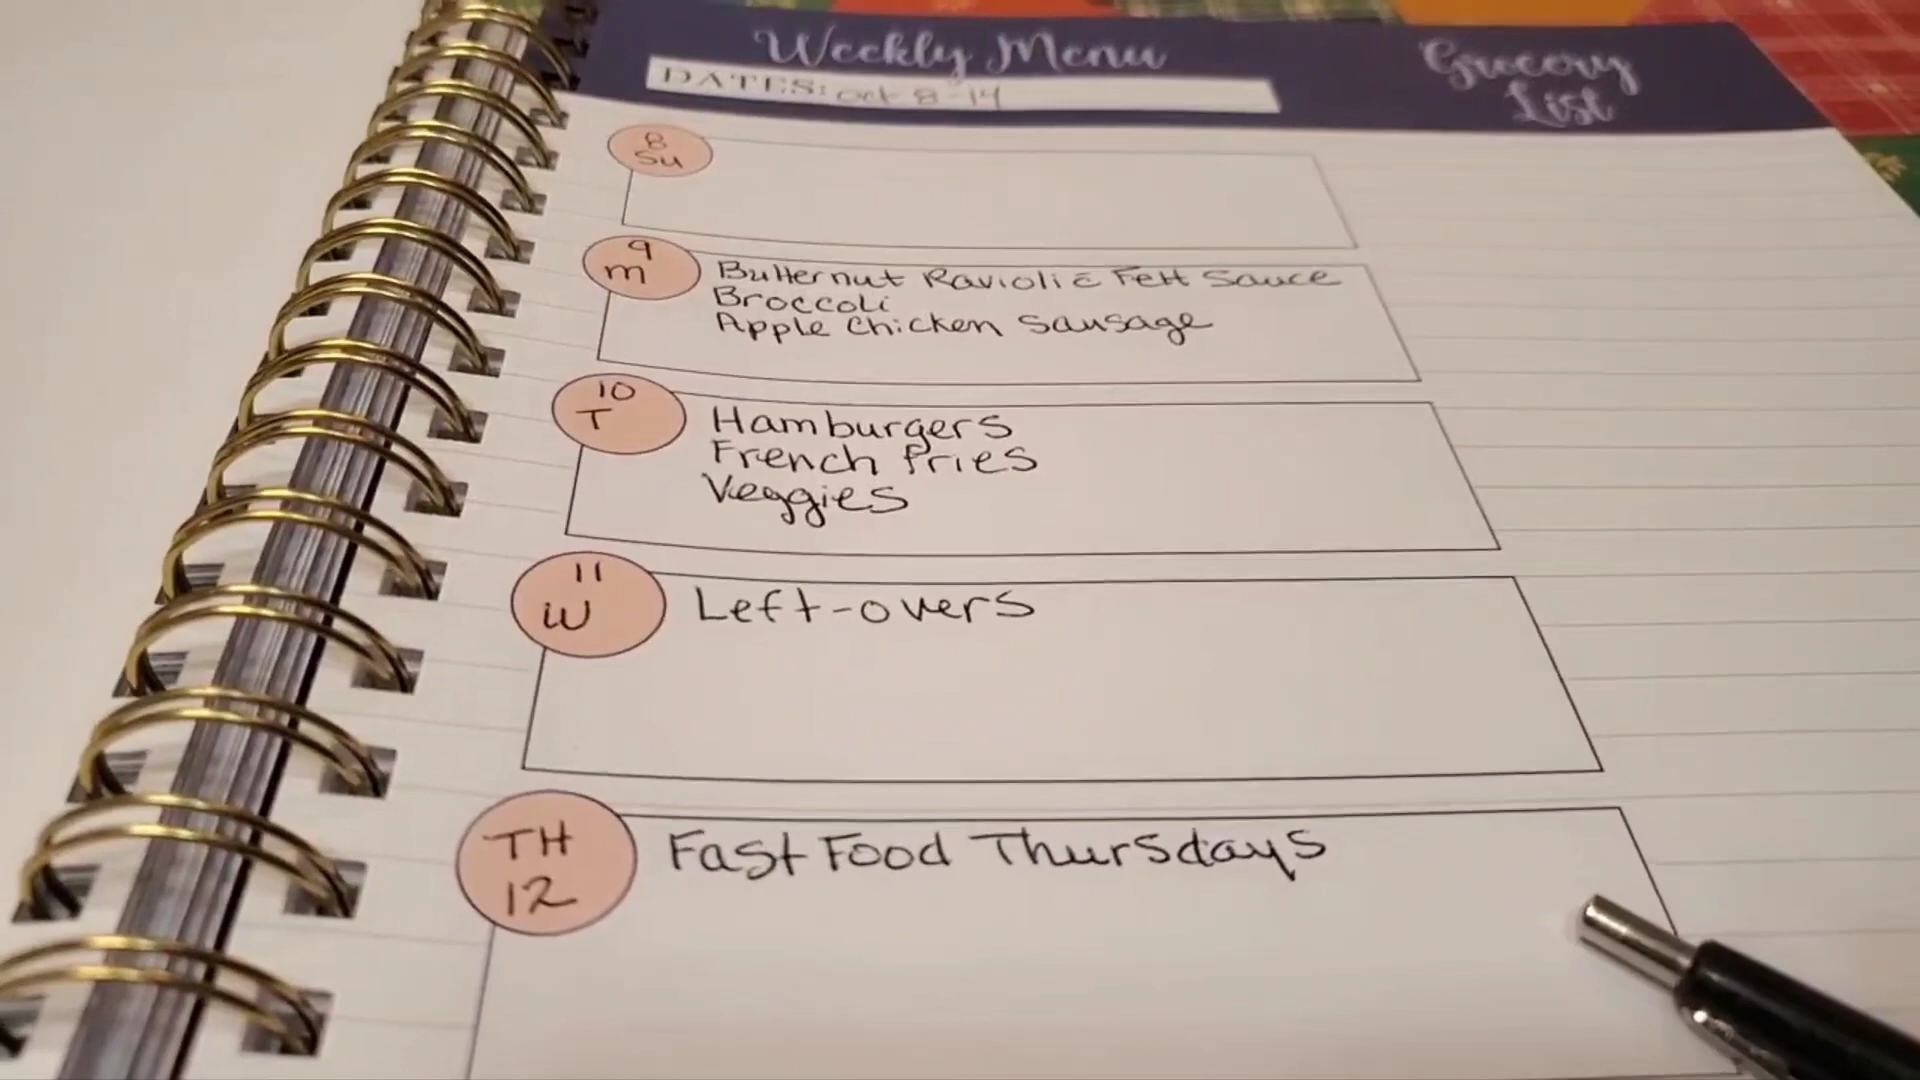 Weekly Menu
DATES: Oct 8-14
Grocery
List
8
Su
9
M
Butternut Ravioli c̄ Fett Sauce
Broccoli
Apple Chicken Sausage
10
T
Hamburgers
French fries
Veggies
11
W
Left-overs
TH
12
Fast Food Thursdays